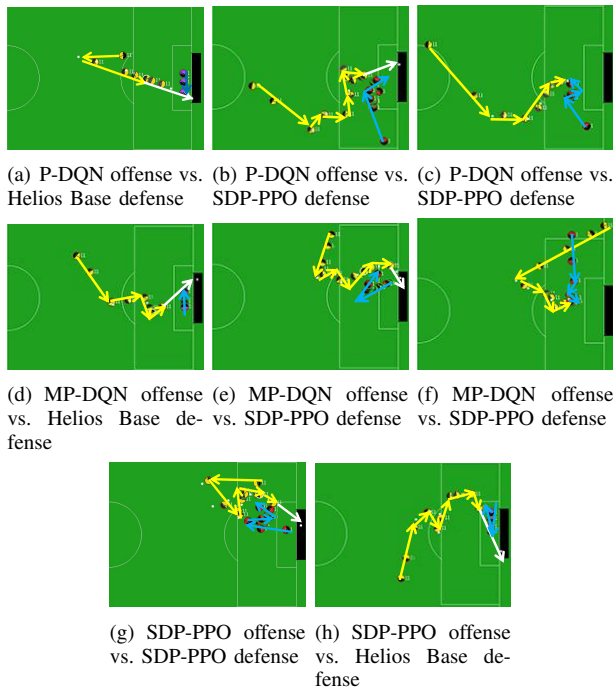 (a) P-DQN offense vs.
Helios Base defense
(b) P-DQN offense vs.
SDP-PPO defense
(c) P-DQN offense vs.
SDP-PPO defense
(d) MP-DQN offense
vs. Helios Base de-
fense
(e) MP-DQN offense
vs. SDP-PPO defense
(f) MP-DQN offense
vs. SDP-PPO defense
(g) SDP-PPO offense
vs. SDP-PPO defense
(h) SDP-PPO offense
vs. Helios Base de-
fense